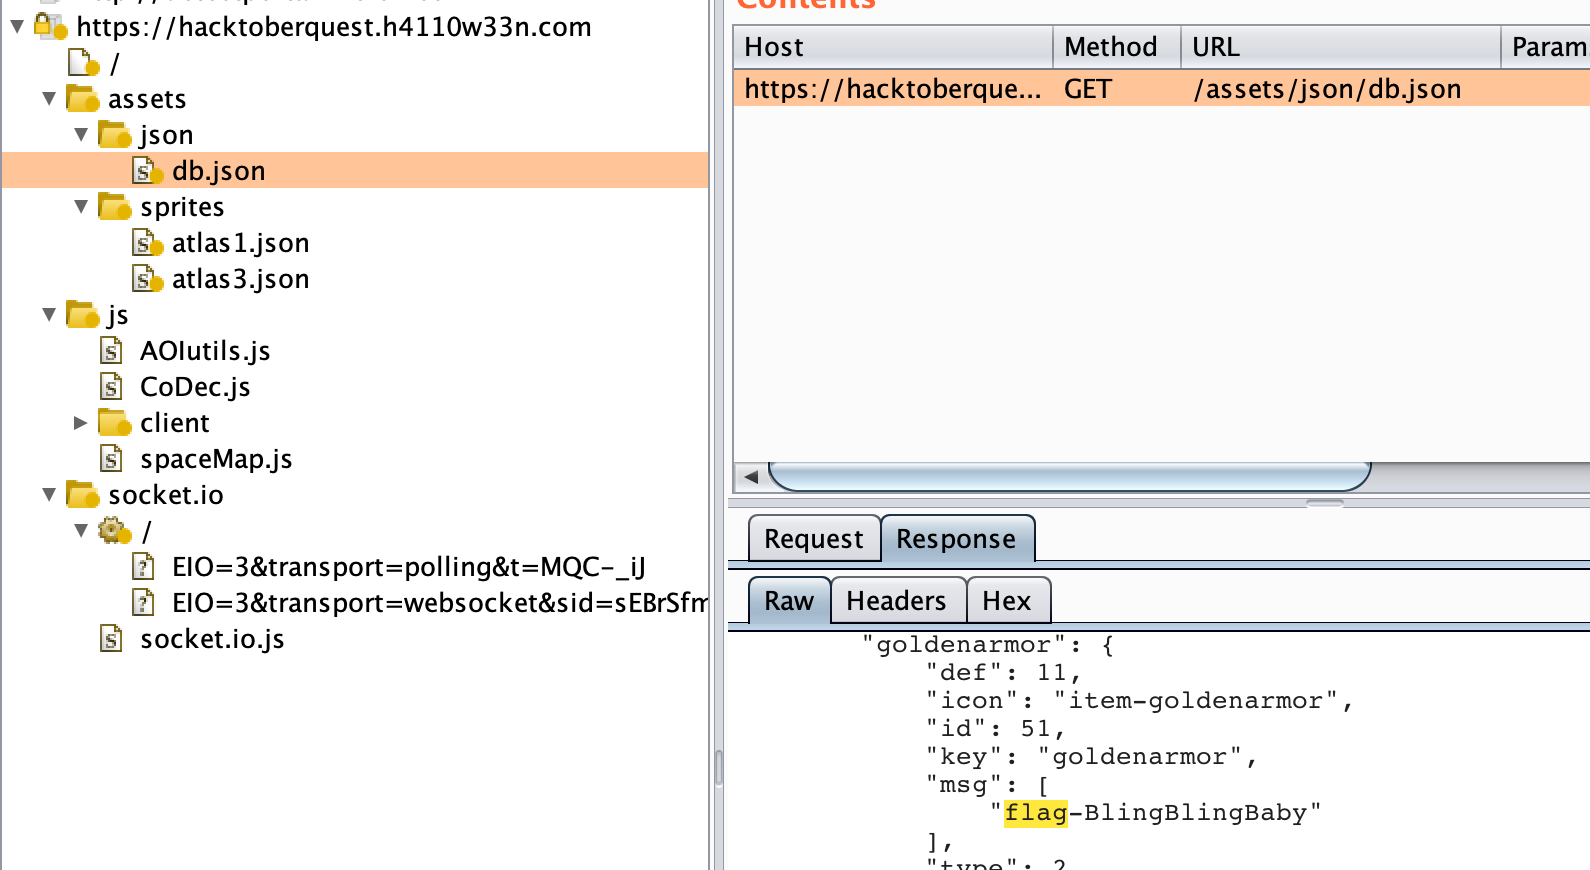 https://hacktoberquest.h4110w33n.com
/
assets
json
db.json
sprites
atlas1.json
atlas3.json
js
AOIutils.js
CoDec.js
client
spaceMap.js
socket.io
/
EIO=3&transport=polling&t=MQC-_iJ
EIO=3&transport=websocket&sid=sEBrSfm
socket.io.js
Contents
Host Method URL Param
https://hacktoberque... GET /assets/json/db.json
Request Response
Raw Headers Hex
"goldenarmor": {
"def": 11,
"icon": "item-goldenarmor",
"id": 51,
"key": "goldenarmor",
"msg": [
"flag-BlingBlingBaby"
],
"type": 2